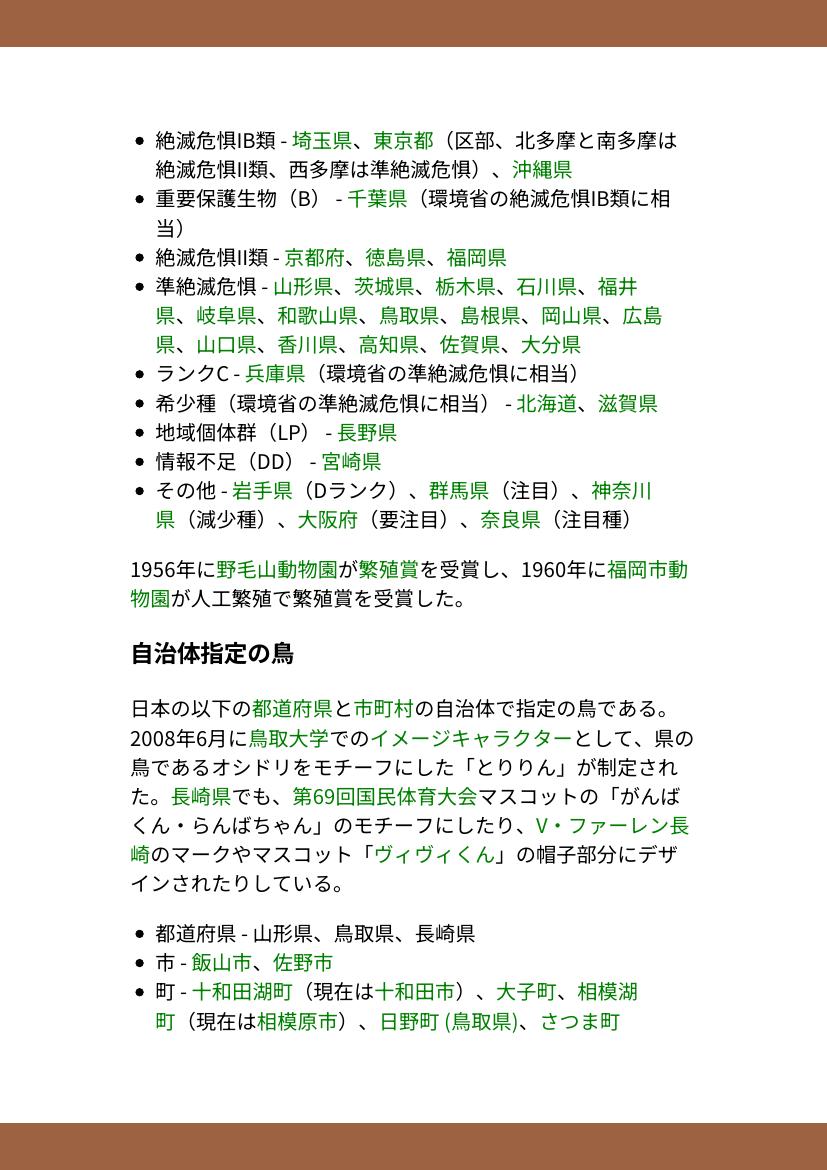 • 絶滅危惧IB類 - 埼玉県、東京都（区部、北多摩と南多摩は
絶滅危惧II類、西多摩は準絶滅危惧）、沖縄県
• 重要保護生物（B） - 千葉県（環境省の絶滅危惧IB類に相
当）
• 絶滅危惧II類 - 京都府、徳島県、福岡県
• 準絶滅危惧 - 山形県、茨城県、栃木県、石川県、福井
県、岐阜県、和歌山県、鳥取県、島根県、岡山県、広島
県、山口県、香川県、高知県、佐賀県、大分県
• ランクC - 兵庫県（環境省の準絶滅危惧に相当）
• 希少種（環境省の準絶滅危惧に相当） - 北海道、滋賀県
• 地域個体群（LP） - 長野県
• 情報不足（DD） - 宮崎県
• その他 - 岩手県（Dランク）、群馬県（注目）、神奈川
県（減少種）、大阪府（要注目）、奈良県（注目種）
1956年に野毛山動物園が繁殖賞を受賞し、1960年に福岡市動
物園が人工繁殖で繁殖賞を受賞した。
自治体指定の鳥
日本の以下の都道府県と市町村の自治体で指定の鳥である。
2008年6月に鳥取大学でのイメージキャラクターとして、県の
鳥であるオシドリをモチーフにした「とりりん」が制定され
た。長崎県でも、第69回国民体育大会マスコットの「がんば
くん・らんばちゃん」のモチーフにしたり、V・ファーレン長
崎のマークやマスコット「ヴィヴィくん」の帽子部分にデザ
インされたりしている。
• 都道府県 - 山形県、鳥取県、長崎県
• 市 - 飯山市、佐野市
• 町 - 十和田湖町（現在は十和田市）、大子町、相模湖
町（現在は相模原市）、日野町 (鳥取県)、さつま町